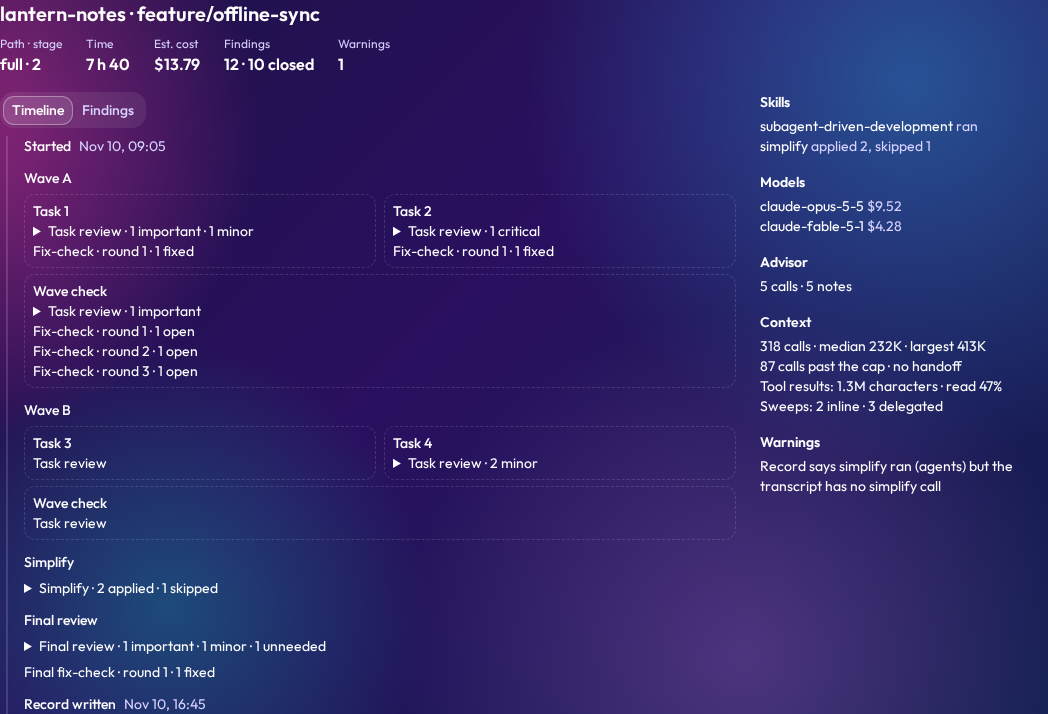 lantern-notes · feature/offline-sync
Path · stage
full · 2
Time
7 h 40
Est. cost
$13.79
Findings
12 · 10 closed
Warnings
1
Timeline
Findings
Started Nov 10, 09:05
Wave A
Task 1
▶ Task review · 1 important · 1 minor
Fix-check · round 1 · 1 fixed
Task 2
▶ Task review · 1 critical
Fix-check · round 1 · 1 fixed
Wave check
▶ Task review · 1 important
Fix-check · round 1 · 1 open
Fix-check · round 2 · 1 open
Fix-check · round 3 · 1 open
Wave B
Task 3
Task review
Task 4
▶ Task review · 2 minor
Wave check
Task review
Simplify
▶ Simplify · 2 applied · 1 skipped
Final review
▶ Final review · 1 important · 1 minor · 1 unneeded
Final fix-check · round 1 · 1 fixed
Record written Nov 10, 16:45
Skills
subagent-driven-development ran
simplify applied 2, skipped 1
Models
claude-opus-5-5 $9.52
claude-fable-5-1 $4.28
Advisor
5 calls · 5 notes
Context
318 calls · median 232K · largest 413K
87 calls past the cap · no handoff
Tool results: 1.3M characters · read 47%
Sweeps: 2 inline · 3 delegated
Warnings
Record says simplify ran (agents) but the
transcript has no simplify call